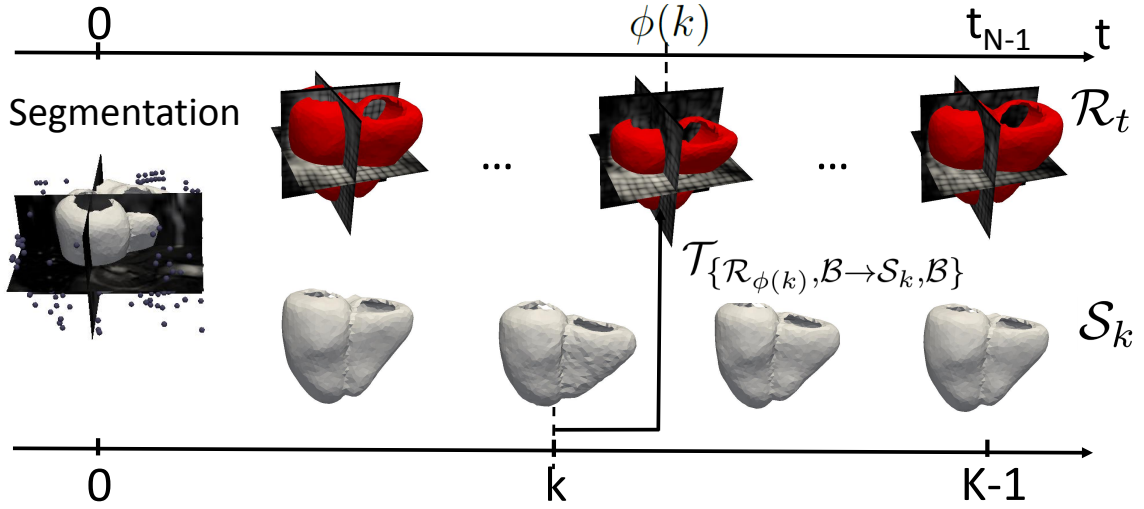 0 ϕ(k) t_{N-1} t
Segmentation
ℛ_t
... ...
𝒯_{{ℛ_{ϕ(k)},ℬ→𝒮_k,ℬ}}
𝒮_k
0 k K-1